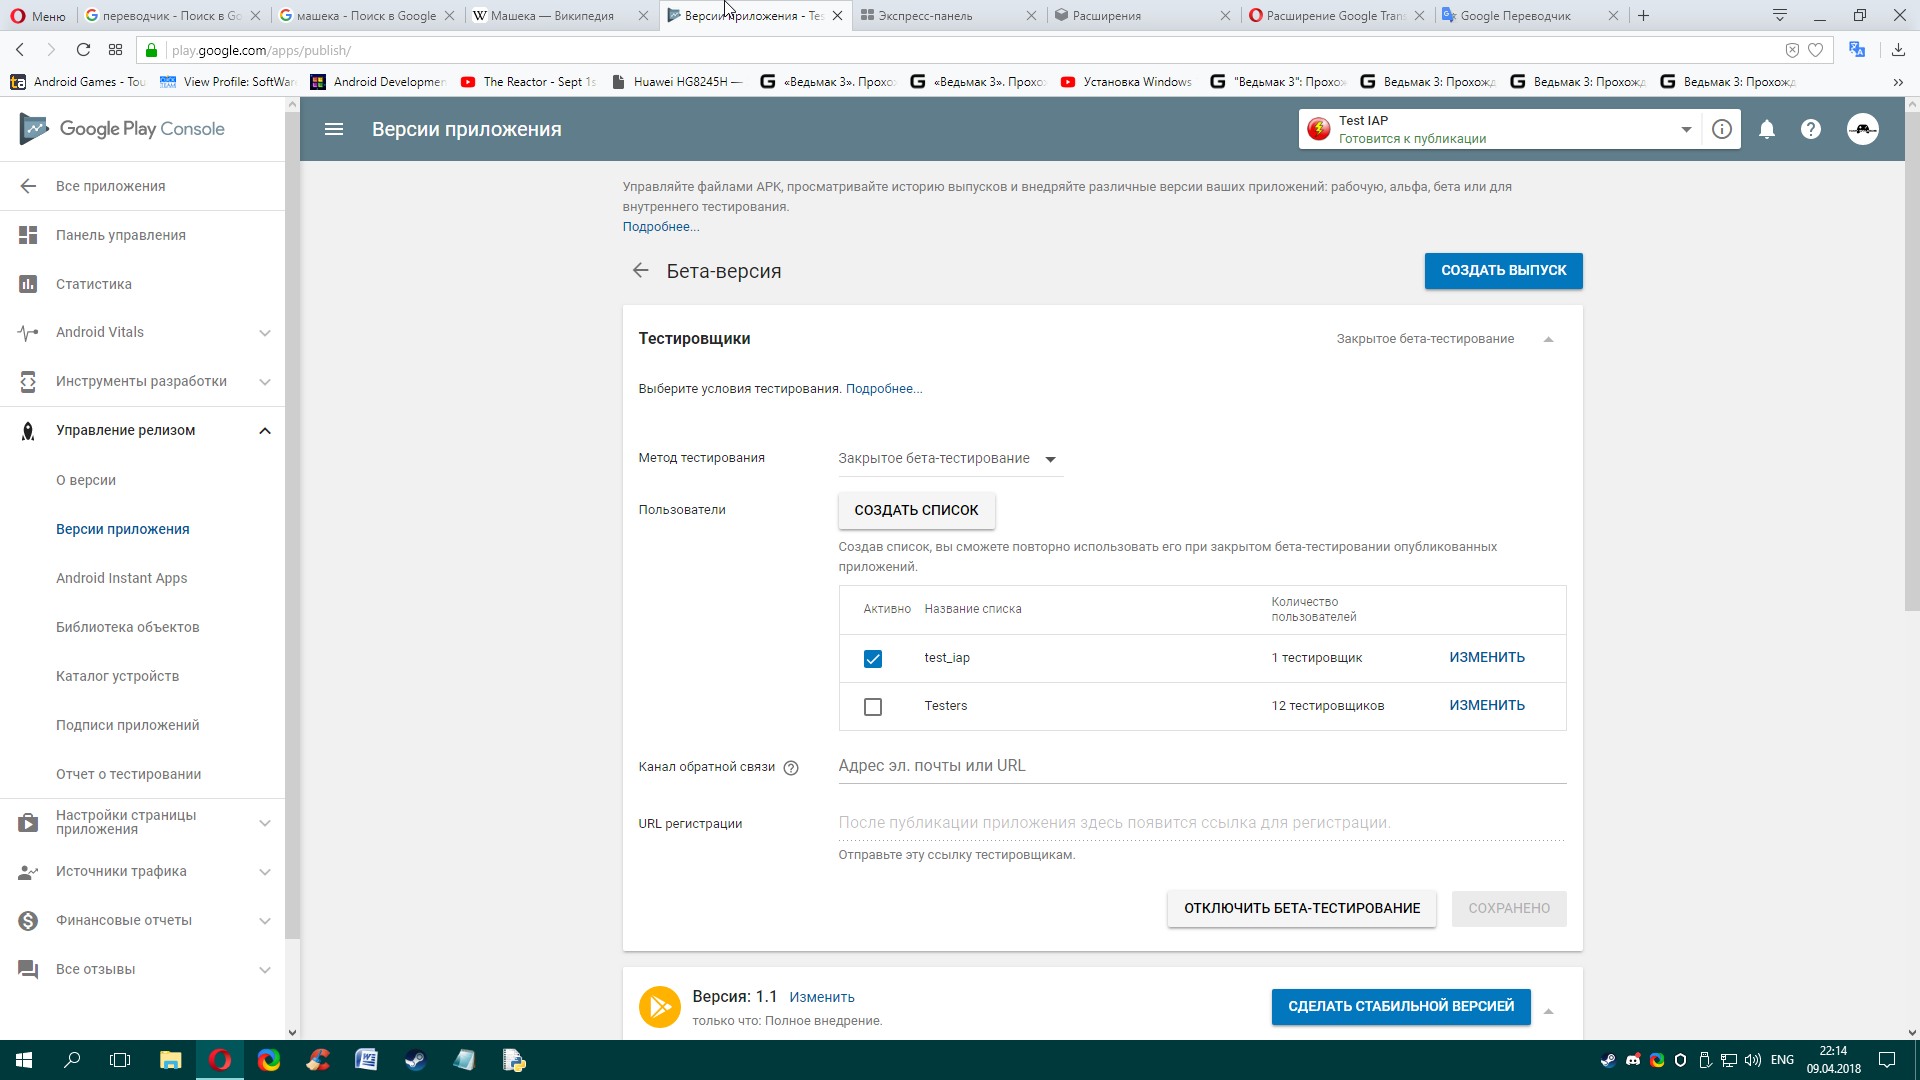 Меню
переводчик - Поиск в Go
машека - Поиск в Google
Машека — Википедия
Версии приложения - Tes
Экспресс-панель
Расширения
Расширение Google Trans
Google Переводчик
play.google.com/apps/publish/
Android Games - Tou
View Profile: SoftWar
Android Developmen
The Reactor - Sept 1s
Huawei HG8245H —
«Ведьмак 3». Прохо
«Ведьмак 3». Прохо
Установка Windows
"Ведьмак 3": Прохо
Ведьмак 3: Прохожд
Ведьмак 3: Прохожд
Ведьмак 3: Прохожд
Google Play Console
Версии приложения
Test IAP
Готовится к публикации
Все приложения
Панель управления
Статистика
Android Vitals
Инструменты разработки
Управление релизом
О версии
Версии приложения
Android Instant Apps
Библиотека объектов
Каталог устройств
Подписи приложений
Отчет о тестировании
Настройки страницы
приложения
Источники трафика
Финансовые отчеты
Все отзывы
Управляйте файлами APK, просматривайте историю выпусков и внедряйте различные версии ваших приложений: рабочую, альфа, бета или для
внутреннего тестирования.
Подробнее...
Бета-версия
СОЗДАТЬ ВЫПУСК
Тестировщики
Закрытое бета-тестирование
Выберите условия тестирования. Подробнее...
Метод тестирования
Закрытое бета-тестирование
Пользователи
СОЗДАТЬ СПИСОК
Создав список, вы сможете повторно использовать его при закрытом бета-тестировании опубликованных
приложений.
Активно
Название списка
Количество
пользователей
test_iap
1 тестировщик
ИЗМЕНИТЬ
Testers
12 тестировщиков
ИЗМЕНИТЬ
Канал обратной связи
Адрес эл. почты или URL
URL регистрации
После публикации приложения здесь появится ссылка для регистрации.
Отправьте эту ссылку тестировщикам.
ОТКЛЮЧИТЬ БЕТА-ТЕСТИРОВАНИЕ
СОХРАНЕНО
Версия: 1.1 Изменить
только что: Полное внедрение.
СДЕЛАТЬ СТАБИЛЬНОЙ ВЕРСИЕЙ
ENG
22:14
09.04.2018